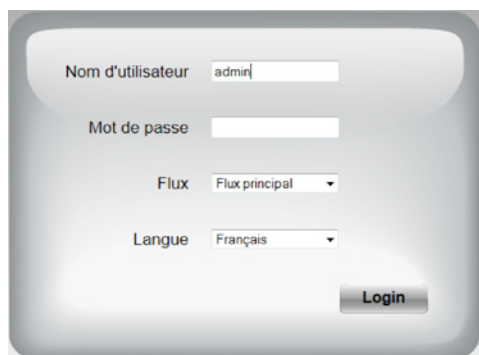 Nom d'utilisateur admin
Mot de passe
Flux Flux principal
Langue Français
Login